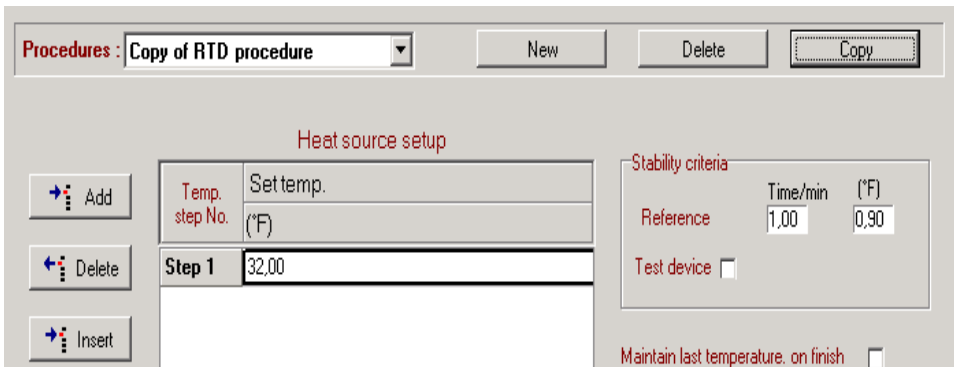 Procedures : Copy of RTD procedure New Delete Copy
Heat source setup
Stability criteria
Add
Temp. step No.
Set temp.
(°F)
Time/min (°F)
Reference 1,00 0,90
Delete
Step 1 32,00
Test device
Insert
Maintain last temperature. on finish